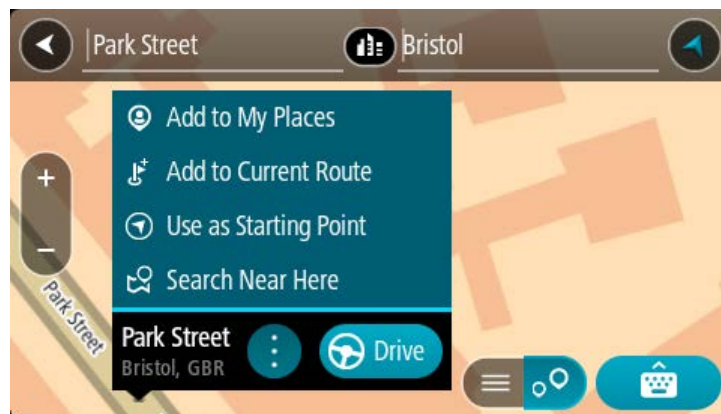 Park Street Bristol
Add to My Places
Add to Current Route
Use as Starting Point
Search Near Here
+
−
Park Street
Park Street
Bristol, GBR
Drive